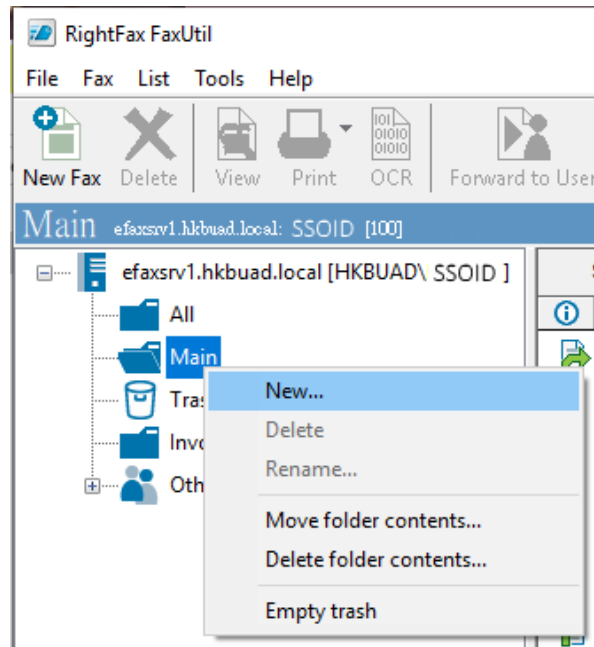 RightFax FaxUtil
File Fax List Tools Help
New Fax Delete View Print OCR Forward to User
Main efaxsrv1.hkbuad.local: SSOID [100]
efaxsrv1.hkbuad.local [HKBUAD\ SSOID ]
All
Main
New...
Delete
Rename...
Move folder contents...
Delete folder contents...
Empty trash